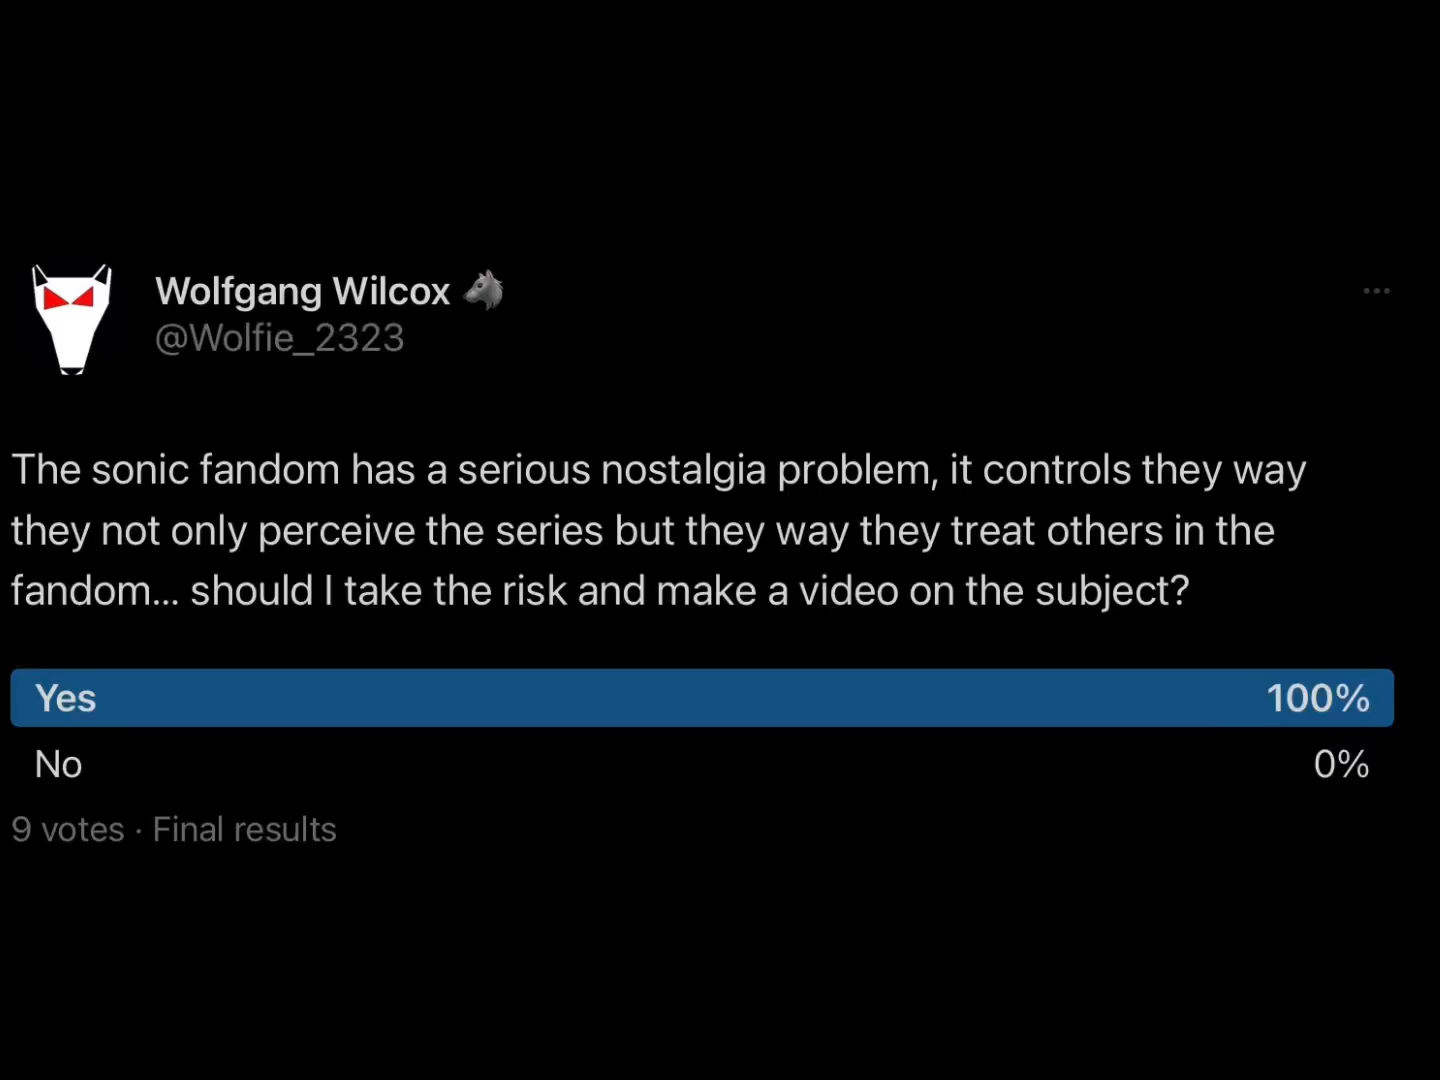 Wolfgang Wilcox 🐺
@Wolfie_2323
The sonic fandom has a serious nostalgia problem, it controls they way
they not only perceive the series but they way they treat others in the
fandom... should I take the risk and make a video on the subject?
Yes 100%
No 0%
9 votes · Final results